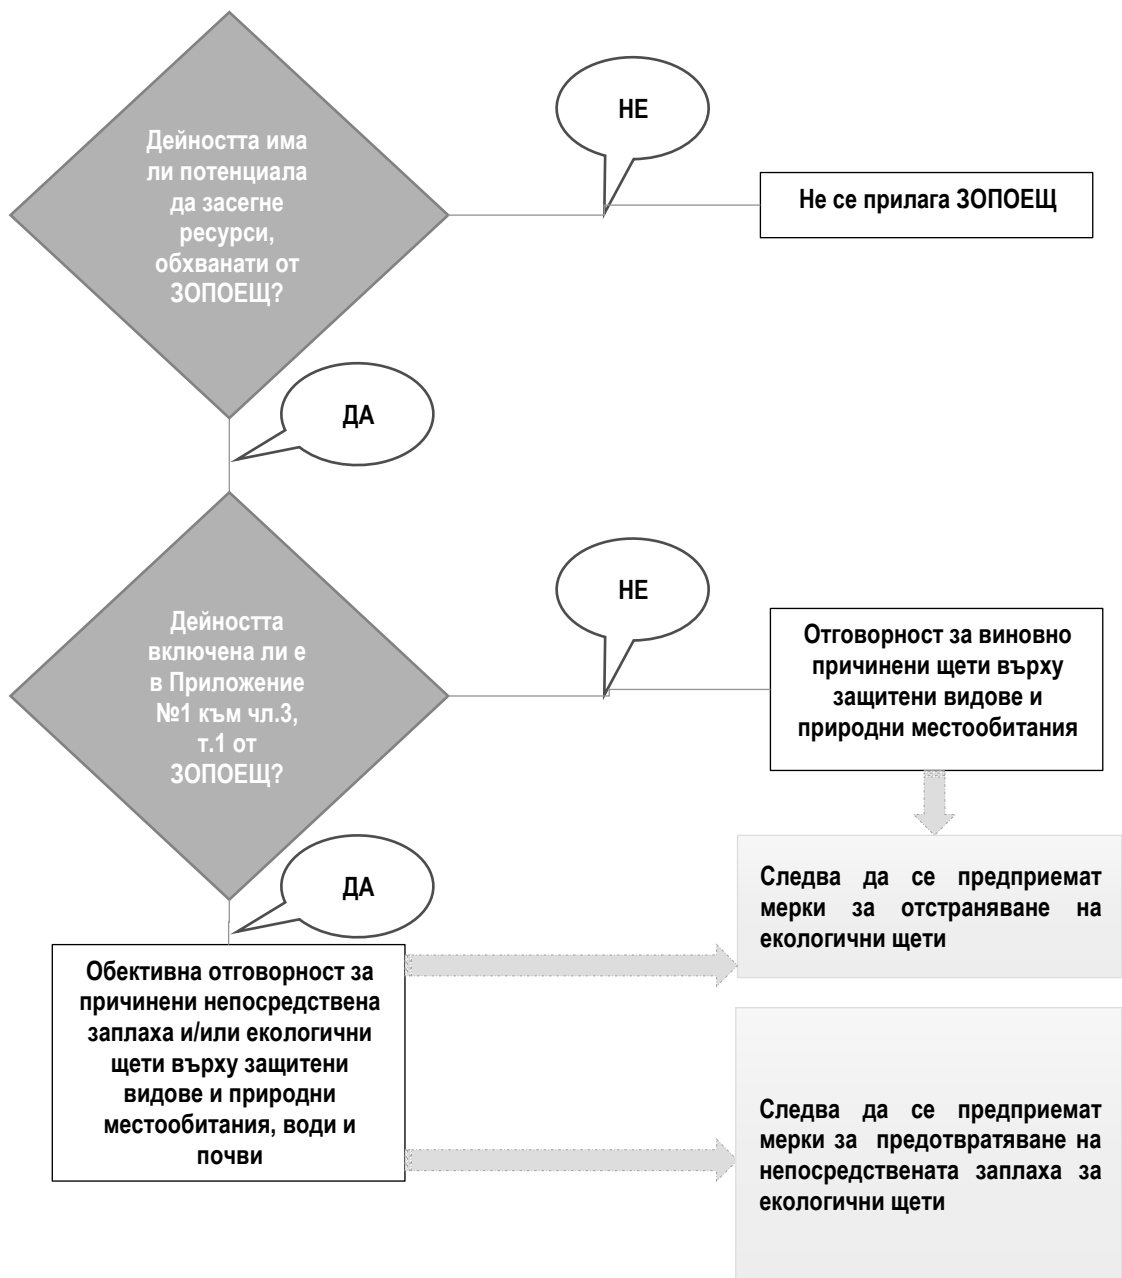 Дейността има
ли потенциала
да засегне
ресурси,
обхванати от
ЗОПОЕЩ?
НЕ
Не се прилага ЗОПОЕЩ
ДА
Дейността
включена ли е
в Приложение
№1 към чл.3,
т.1 от
ЗОПОЕЩ?
НЕ
Отговорност за виновно
причинени щети върху
защитени видове и
природни местообитания
ДА
Следва да се предприемат
мерки за отстраняване на
екологични щети
Обективна отговорност за
причинени непосредствена
заплаха и/или екологични
щети върху защитени
видове и природни
местообитания, води и
почви
Следва да се предприемат
мерки за предотвратяване на
непосредствената заплаха за
екологични щети